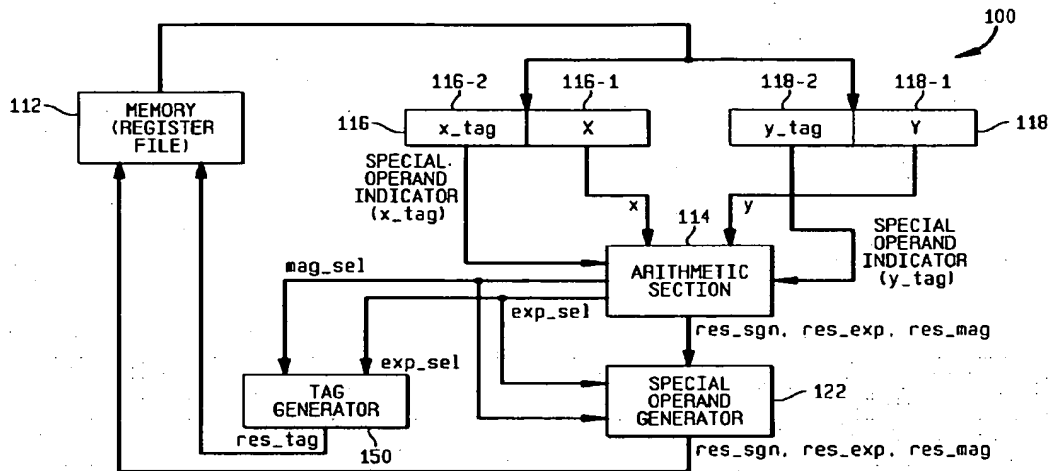 100
116-2
116-1
118-2
118-1
112
MEMORY
(REGISTER
FILE)
116
x_tag
X
y_tag
Y
118
SPECIAL
OPERAND
INDICATOR
(x_tag)
x
y
114
SPECIAL
OPERAND
INDICATOR
(y_tag)
ARITHMETIC
SECTION
mag_sel
exp_sel
res_sgn, res_exp, res_mag
exp_sel
TAG
GENERATOR
SPECIAL
OPERAND
GENERATOR
122
res_tag
150
res_sgn, res_exp, res_mag